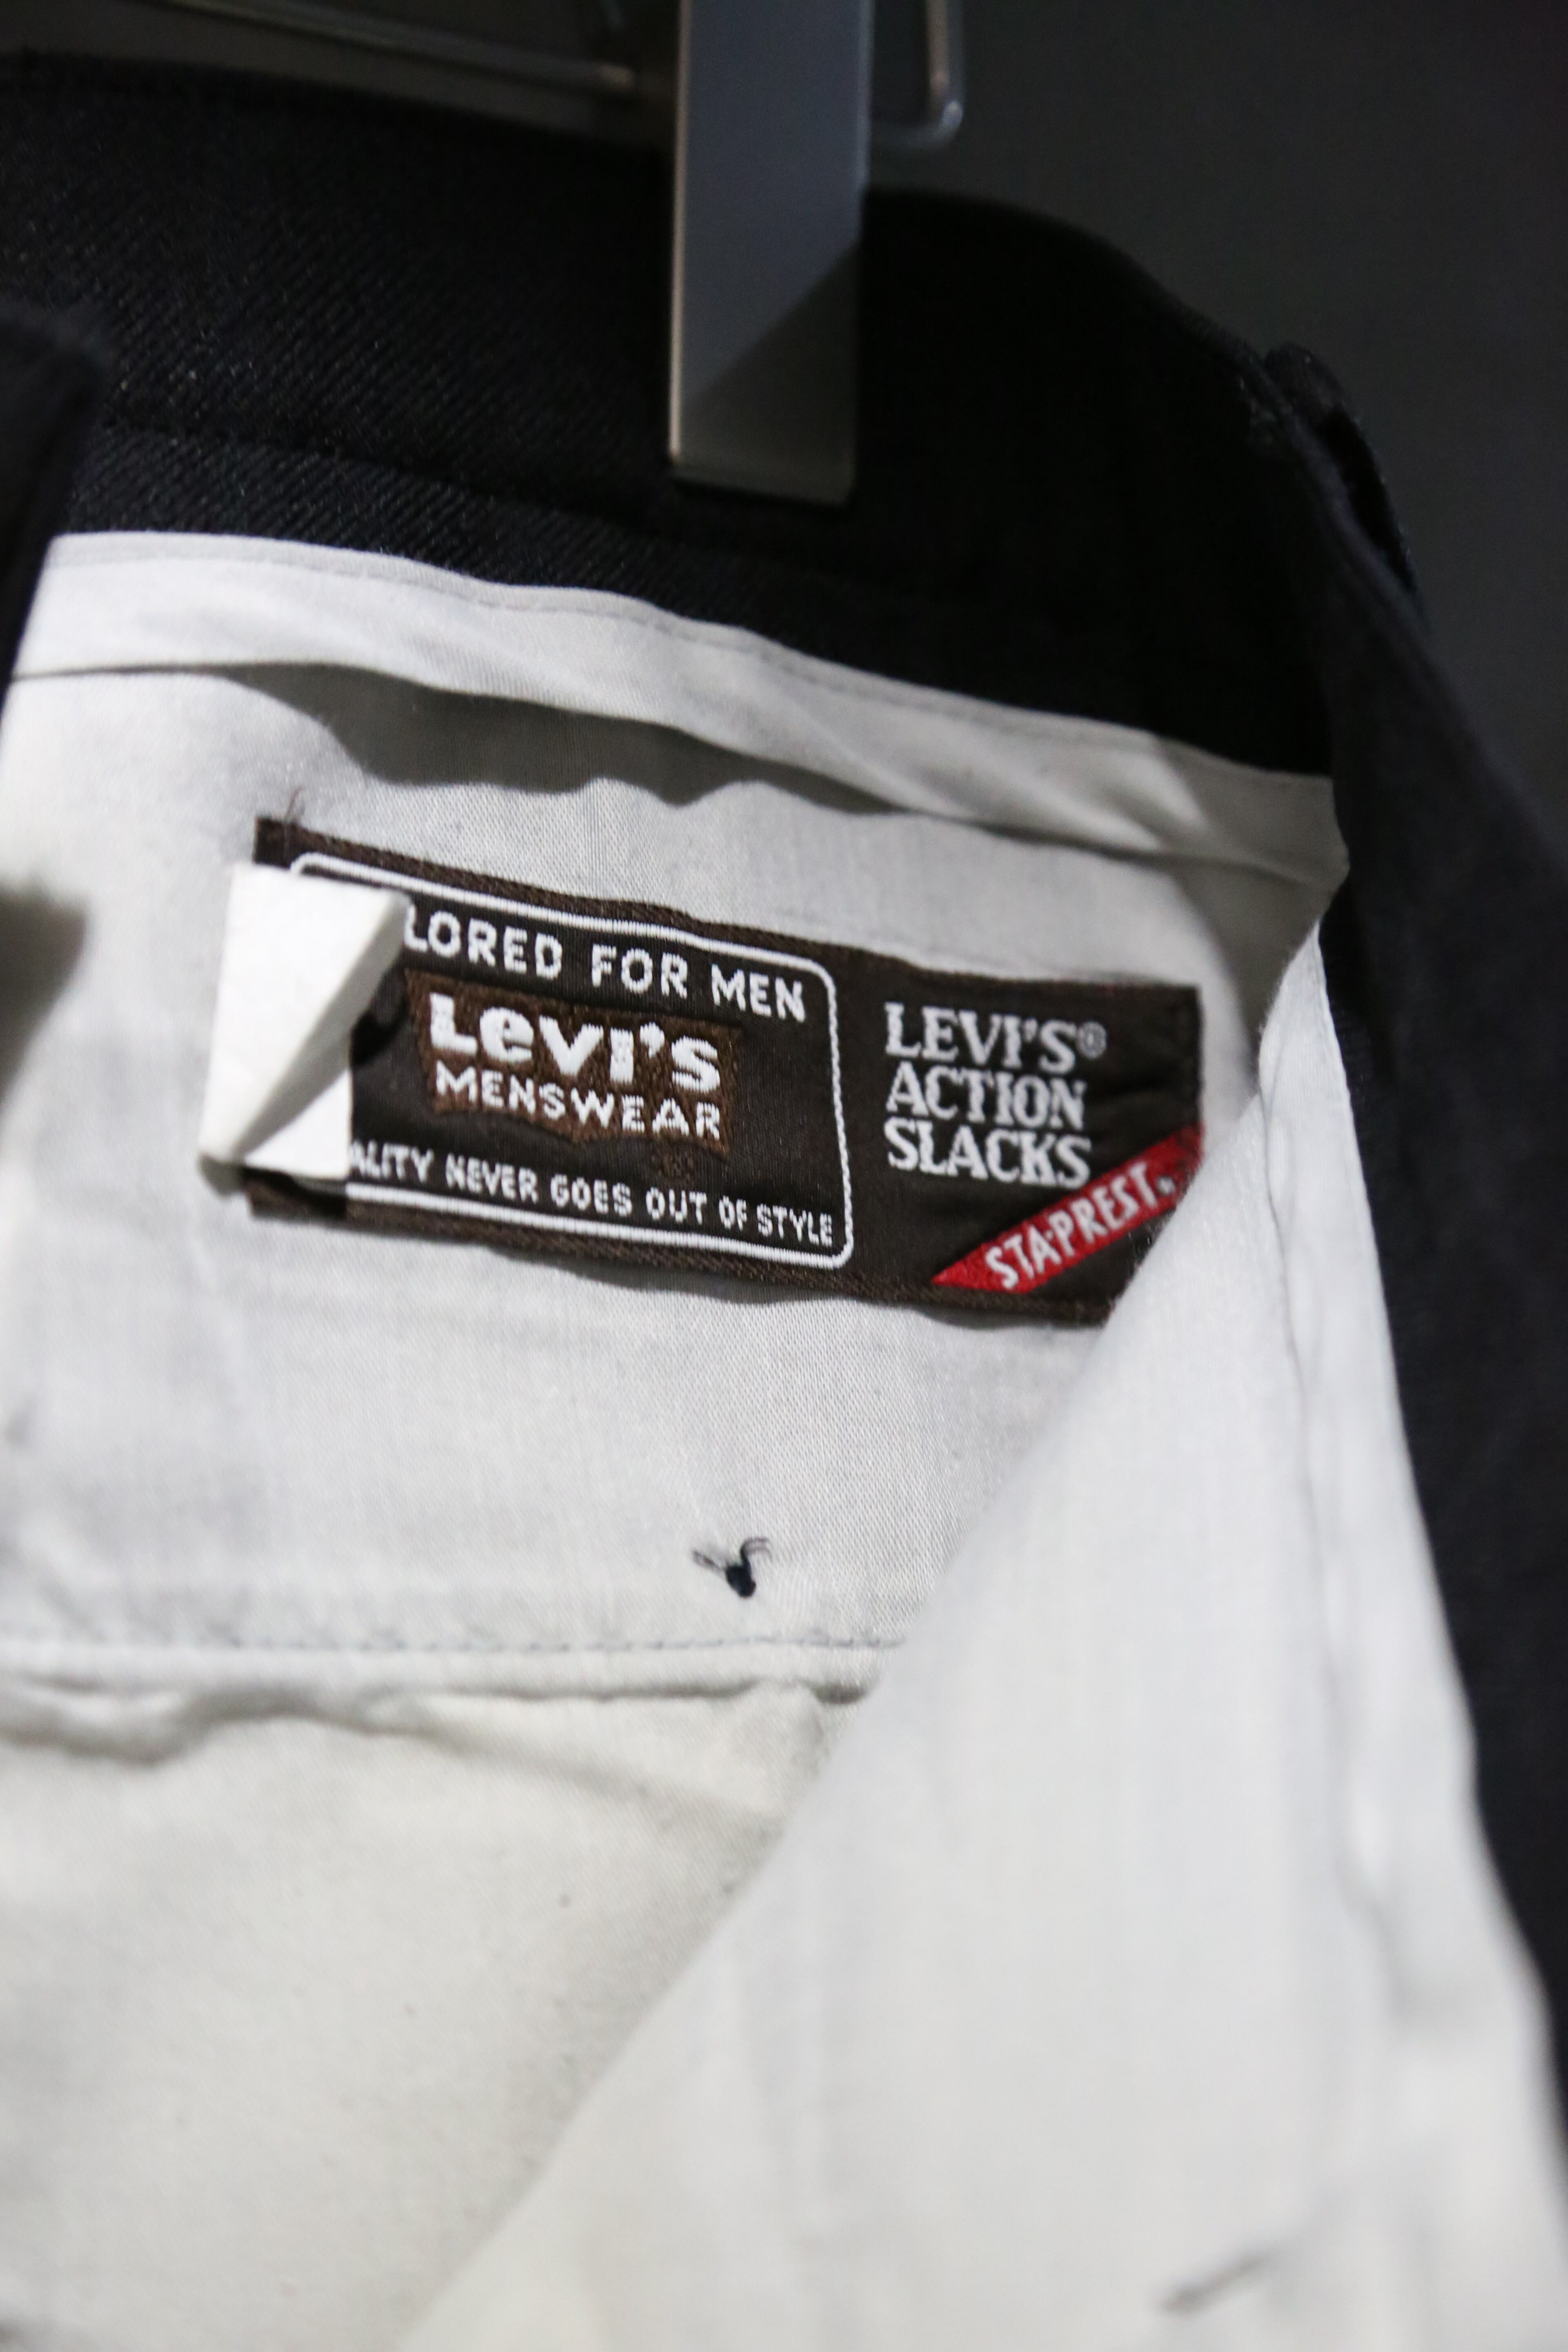 LORED FOR MEN
Levi's
MENSWEAR
ALITY NEVER GOES OUT OF STYLE
LEVI'S®
ACTION
SLACKS
STA-PREST